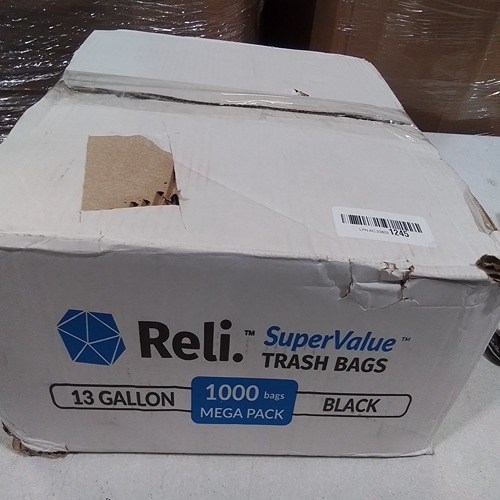 1245
Reli.™
SuperValue™
TRASH BAGS
13 GALLON
1000 bags
MEGA PACK
BLACK